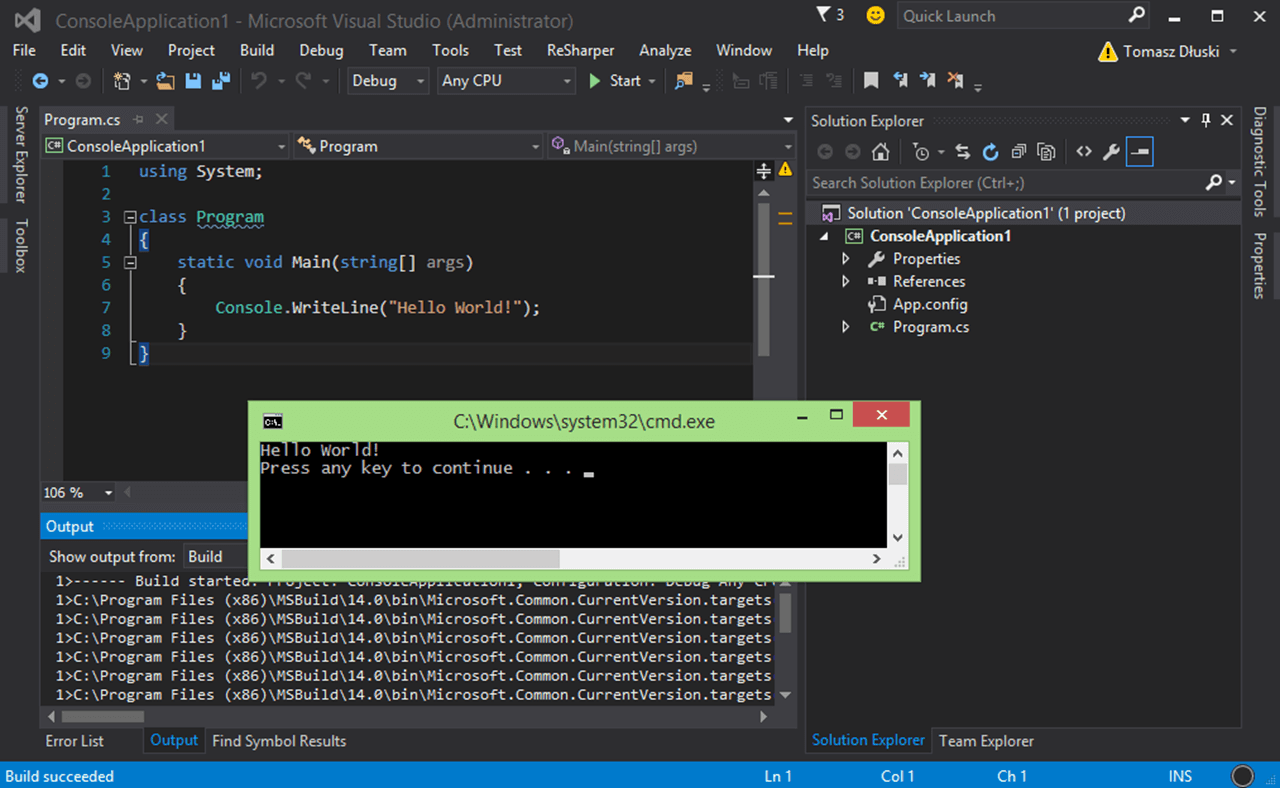 ConsoleApplication1 - Microsoft Visual Studio (Administrator)
3
Quick Launch
File Edit View Project Build Debug Team Tools Test ReSharper Analyze Window Help
Tomasz Dłuski
Debug Any CPU Start
Server Explorer
Toolbox
Program.cs
C# ConsoleApplication1 Program Main(string[] args)
1 using System;
2
3 class Program
4 {
5 static void Main(string[] args)
6 {
7 Console.WriteLine("Hello World!");
8 }
9 }
106 %
C:\Windows\system32\cmd.exe
Hello World!
Press any key to continue . . .
Output
Show output from: Build
1>------ Build started: Project: ConsoleApplication1, Configuration: Debug Any
1>C:\Program Files (x86)\MSBuild\14.0\bin\Microsoft.Common.CurrentVersion.targets
1>C:\Program Files (x86)\MSBuild\14.0\bin\Microsoft.Common.CurrentVersion.targets
1>C:\Program Files (x86)\MSBuild\14.0\bin\Microsoft.Common.CurrentVersion.targets
1>C:\Program Files (x86)\MSBuild\14.0\bin\Microsoft.Common.CurrentVersion.targets
1>C:\Program Files (x86)\MSBuild\14.0\bin\Microsoft.Common.CurrentVersion.targets
1>C:\Program Files (x86)\MSBuild\14.0\bin\Microsoft.Common.CurrentVersion.targets
Error List Output Find Symbol Results
Solution Explorer
Search Solution Explorer (Ctrl+;)
Solution 'ConsoleApplication1' (1 project)
C# ConsoleApplication1
Properties
References
App.config
C# Program.cs
Solution Explorer Team Explorer
Diagnostic Tools
Properties
Build succeeded Ln 1 Col 1 Ch 1 INS